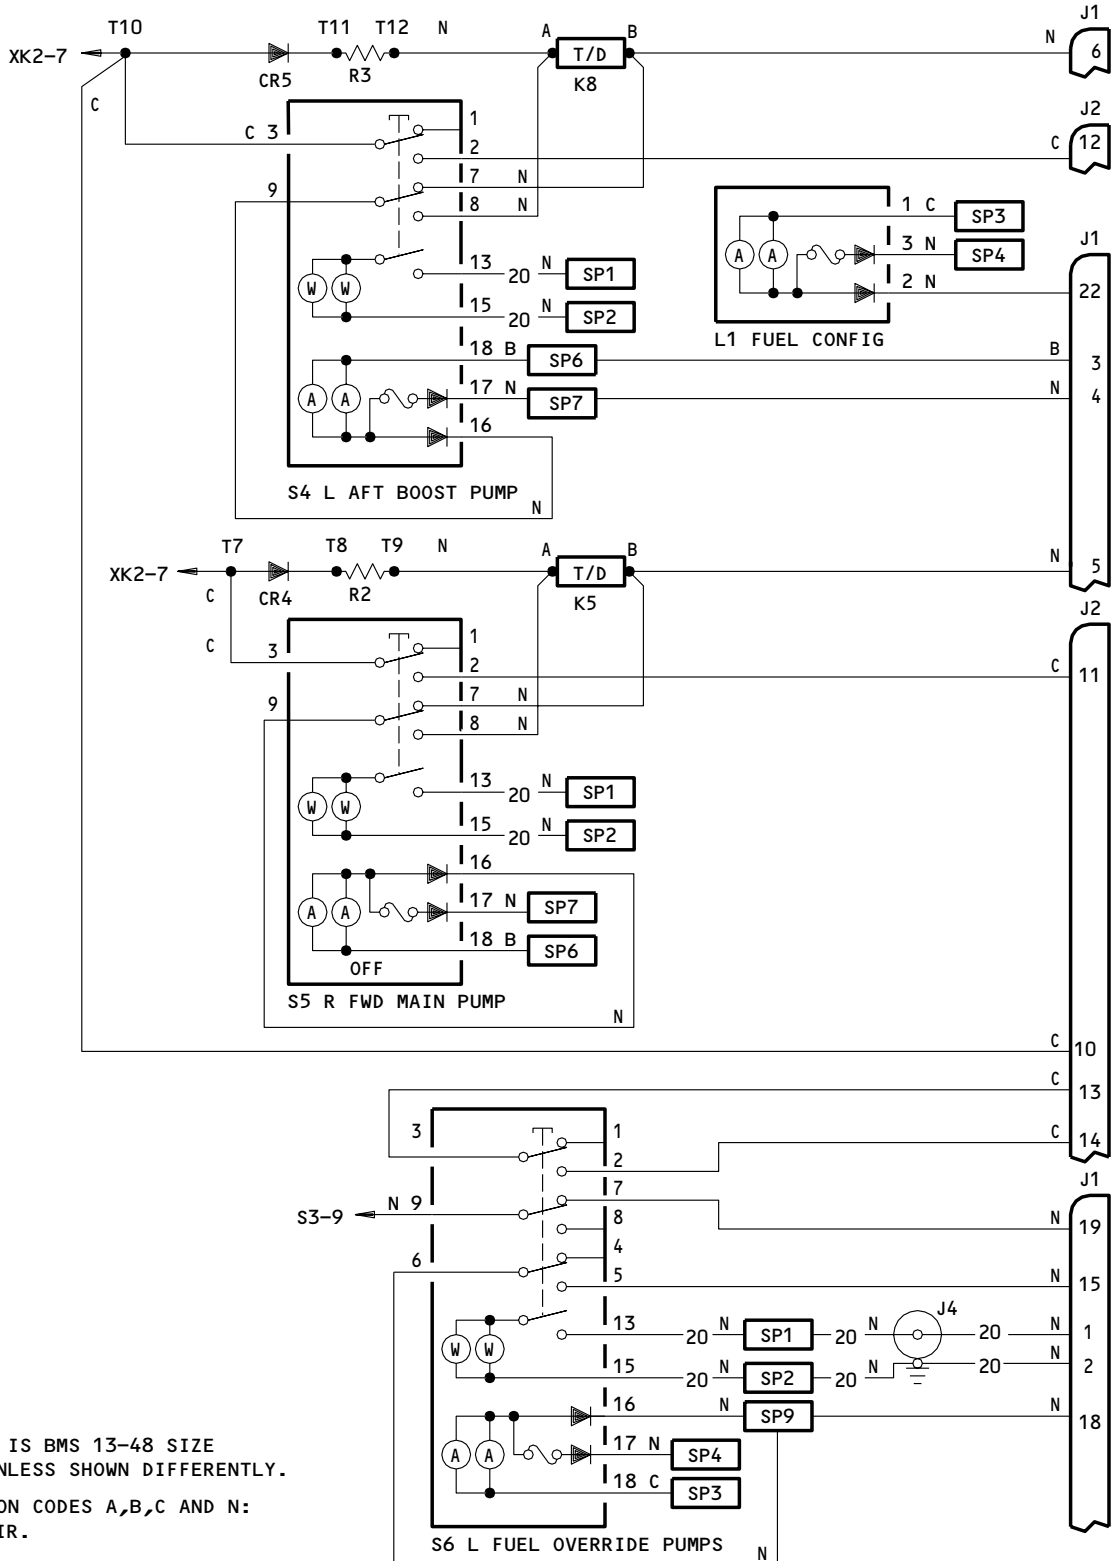 J1
T10 T11 T12 N A B N
XK2-7 T/D 6
CR5 R3 K8
C J2
1
C 3 C 12
2
7 N
9 8 N
1 C SP3
3 N SP4 J1
A A
13 20 N SP1
2 N 22
W W
15 20 N SP2
L1 FUEL CONFIG
18 B SP6 B 3
17 N SP7 N 4
A A
16
S4 L AFT BOOST PUMP
N
T7 T8 T9 N A B N 5
XK2-7 T/D
C CR4 R2 K5
J2
1
C 3
2 C 11
7 N
9 8 N
13 20 N SP1
W W
15 20 N SP2
16
17 N SP7
A A
18 B SP6
OFF
S5 R FWD MAIN PUMP
N
C 10
C 13
3 1
C 14
2
J1
7
S3-9 N 9 N 19
8
4
6 5 N 15
J4
13 20 N SP1 20 N 20 N 1
W W
15 20 N SP2 20 N 20 N 2
16 N SP9 N 18
17 N SP4
A A
18 C SP3
S6 L FUEL OVERRIDE PUMPS
N
IS BMS 13-48 SIZE
NLESS SHOWN DIFFERENTLY.
ON CODES A,B,C AND N:
IR.